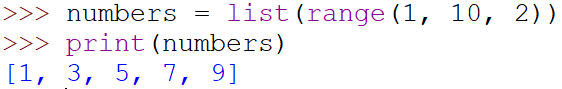 >>> numbers = list(range(1, 10, 2))
>>> print(numbers)
[1, 3, 5, 7, 9]